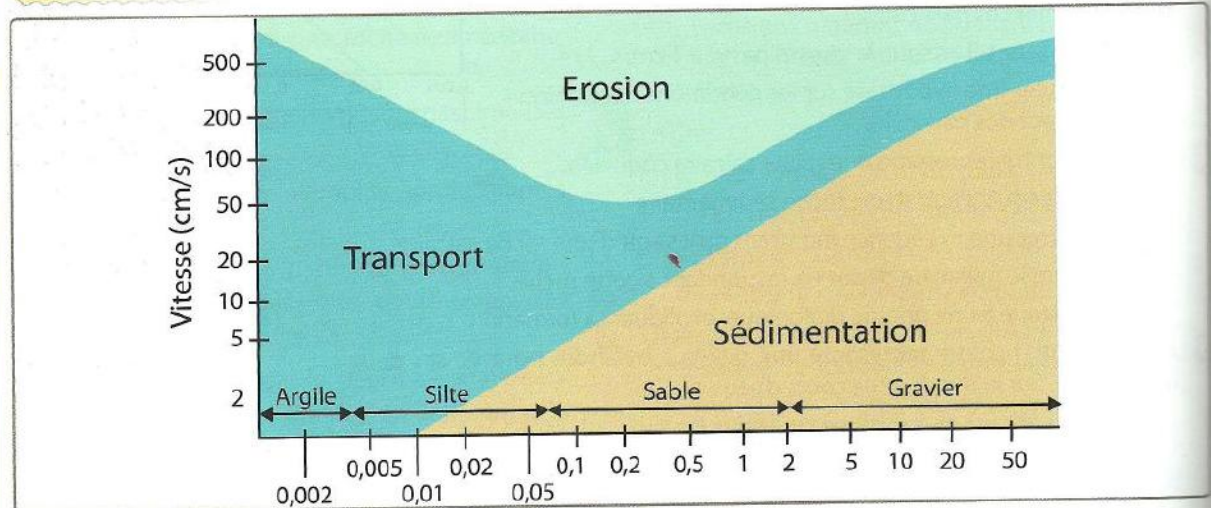 Erosion
Transport
Sédimentation
Vitesse (cm/s)
500
200
100
50
20
10
5
2
Argile Silte Sable Gravier
0,005 0,02 0,1 0,2 0,5 1 2 5 10 20 50
0,002 0,01 0,05